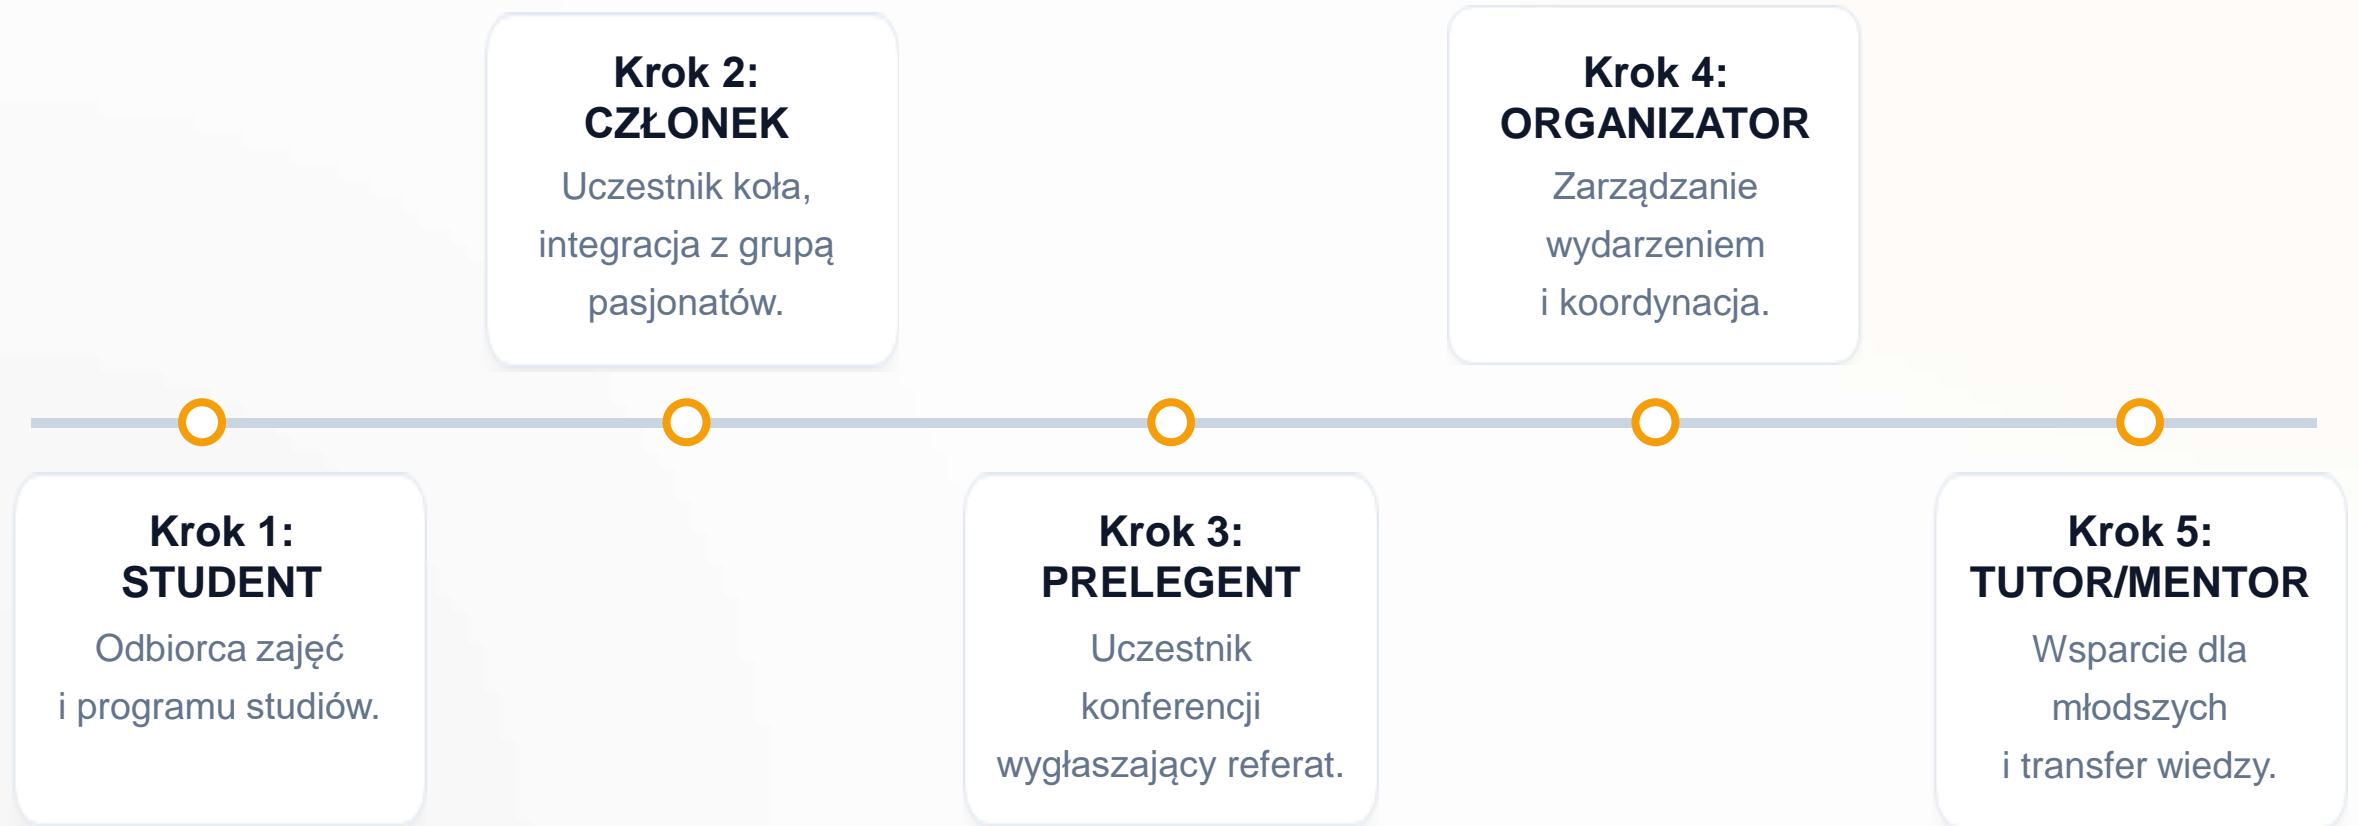 Krok 1:
STUDENT
Odbiorca zajęć
i programu studiów.
Krok 2:
CZŁONEK
Uczestnik koła,
integracja z grupą
pasjonatów.
Krok 3:
PRELEGENT
Uczestnik
konferencji
wygłaszający referat.
Krok 4:
ORGANIZATOR
Zarządzanie
wydarzeniem
i koordynacja.
Krok 5:
TUTOR/MENTOR
Wsparcie dla
młodszych
i transfer wiedzy.